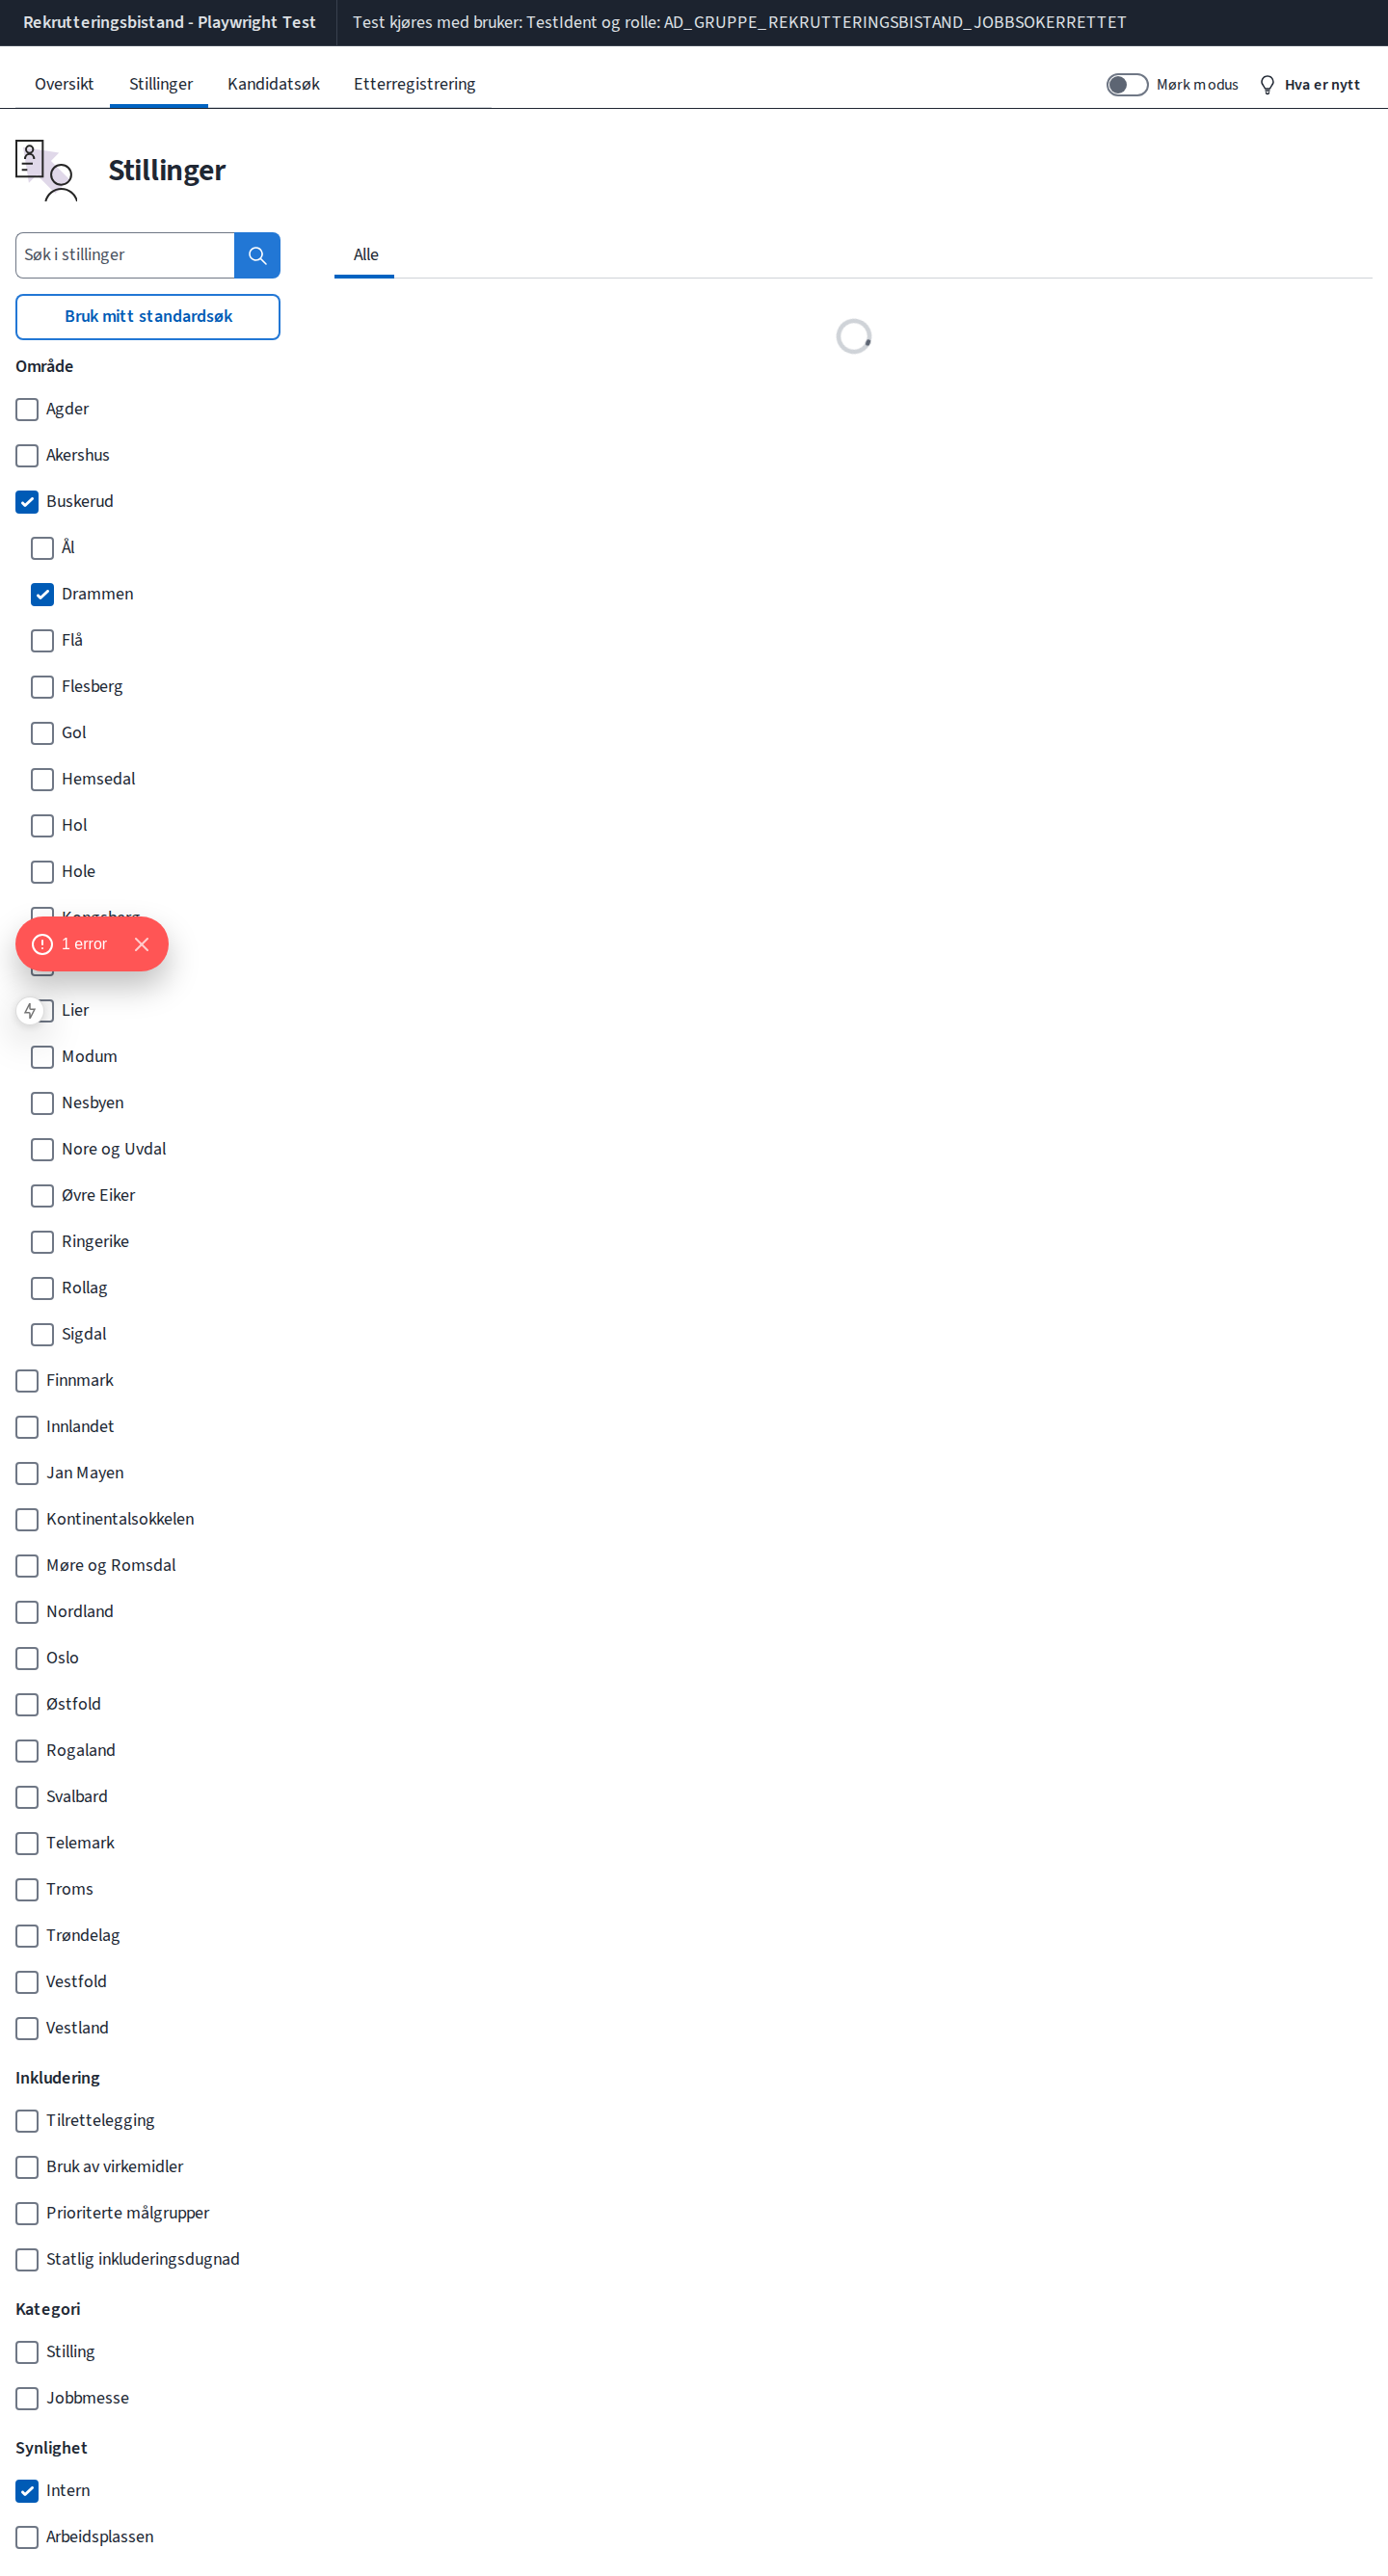 Rekrutteringsbistand - Playwright Test
Test kjøres med bruker: TestIdent og rolle: AD_GRUPPE_REKRUTTERINGSBISTAND_JOBBSOKERRETTET
Oversikt
Stillinger
Kandidatsøk
Etterregistrering
Mørk modus
Hva er nytt
Stillinger
Søk i stillinger
Alle
Bruk mitt standardsøk
Område
Agder
Akershus
Buskerud
Ål
Drammen
Flå
Flesberg
Gol
Hemsedal
Hol
Hole
Kongsberg
1 error
Lier
Modum
Nesbyen
Nore og Uvdal
Øvre Eiker
Ringerike
Rollag
Sigdal
Finnmark
Innlandet
Jan Mayen
Kontinentalsokkelen
Møre og Romsdal
Nordland
Oslo
Østfold
Rogaland
Svalbard
Telemark
Troms
Trøndelag
Vestfold
Vestland
Inkludering
Tilrettelegging
Bruk av virkemidler
Prioriterte målgrupper
Statlig inkluderingsdugnad
Kategori
Stilling
Jobbmesse
Synlighet
Intern
Arbeidsplassen